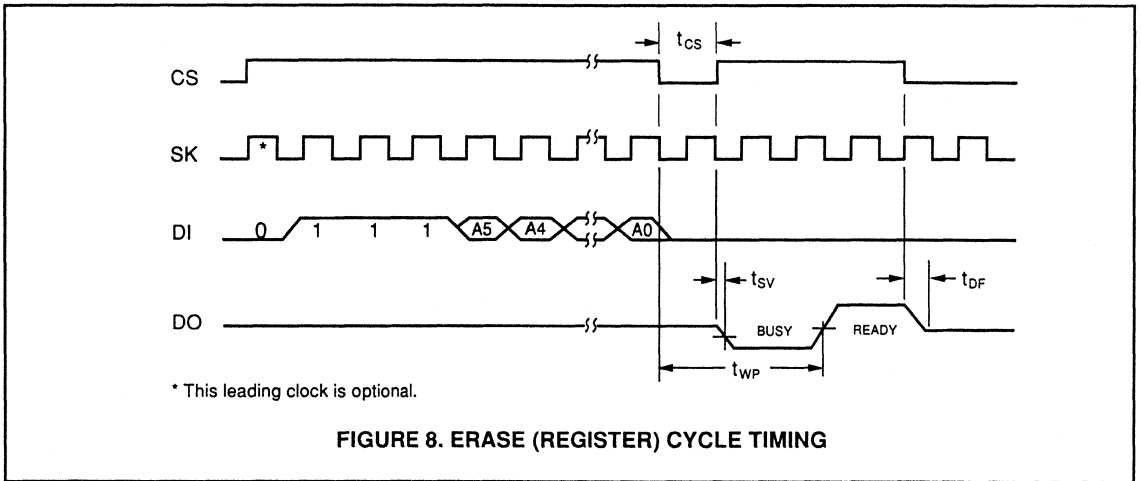 tCS
CS
SK *
DI 0 1 1 1 A5 A4 A0
tSV tDF
DO BUSY READY
tWP
* This leading clock is optional.
FIGURE 8. ERASE (REGISTER) CYCLE TIMING